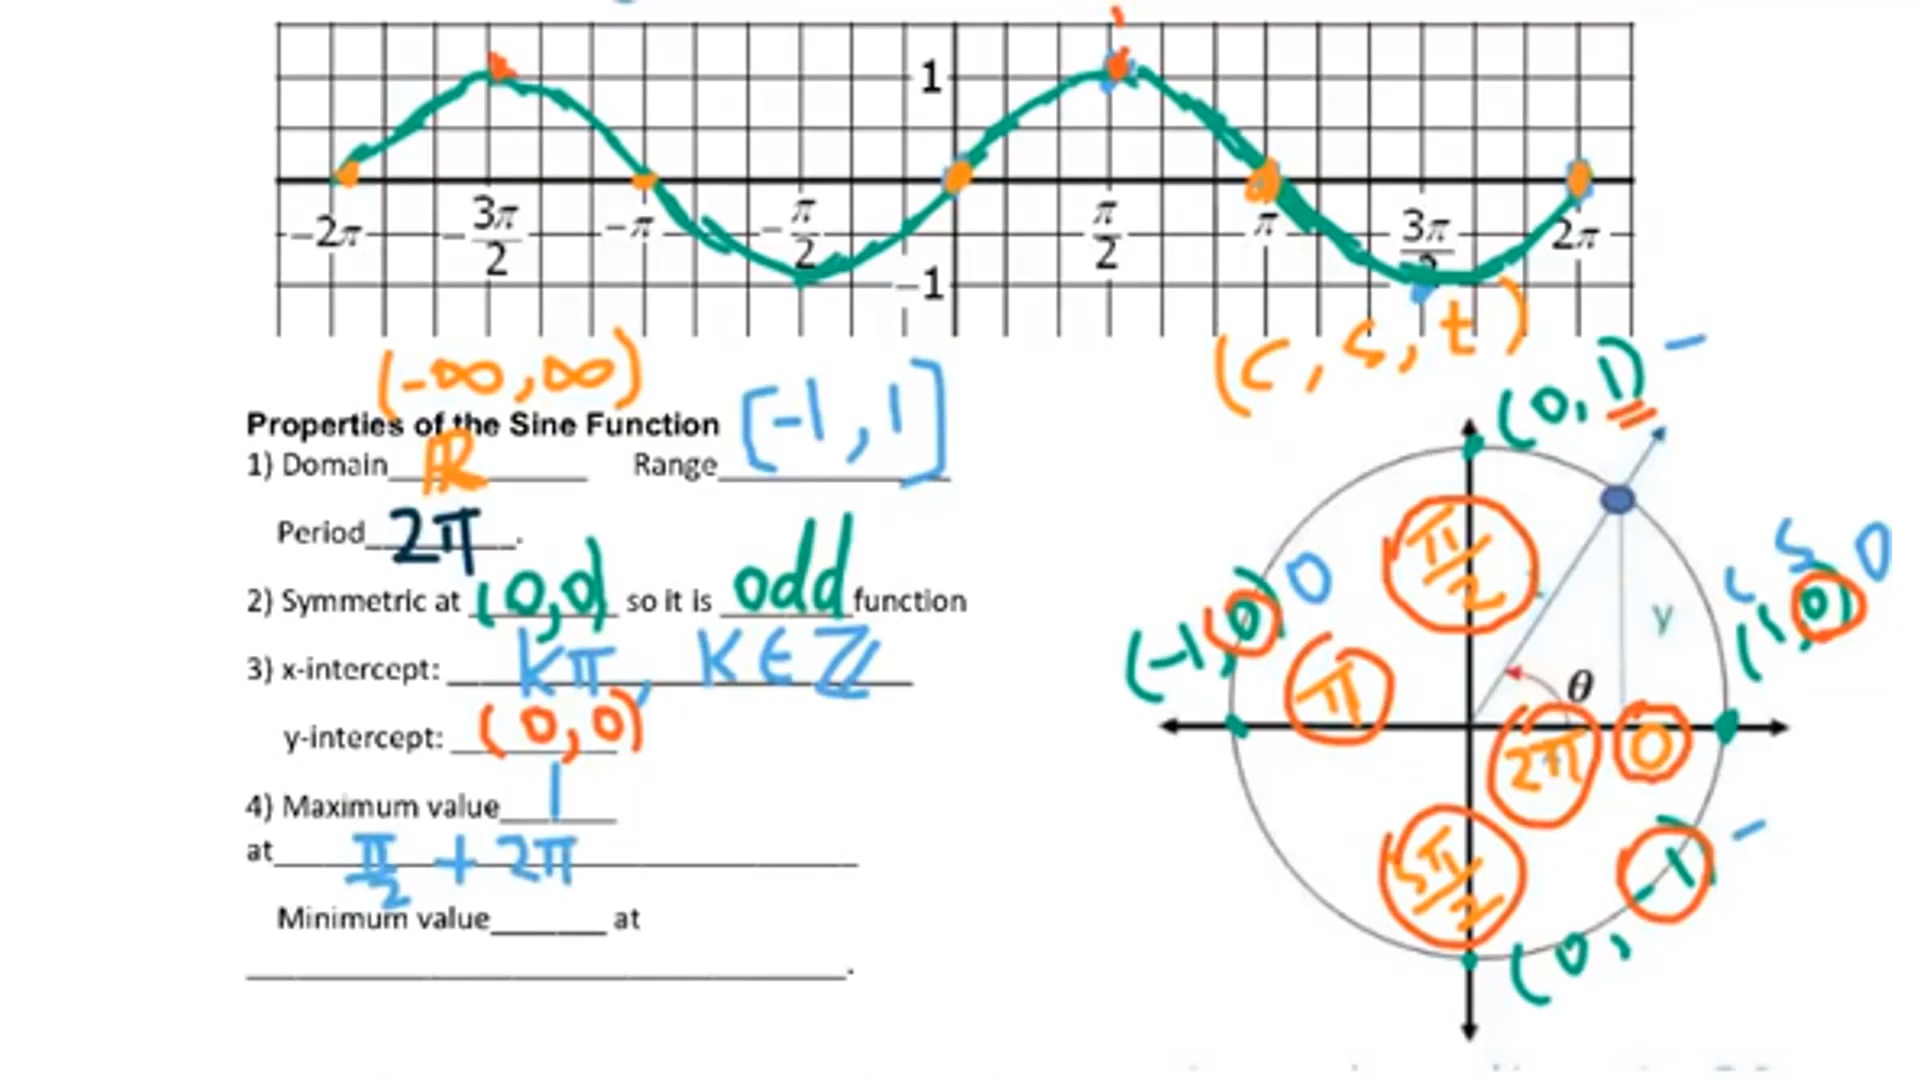 1
-2π -3π/2 -π -π/2 π/2 π 3π/2 2π
-1
(c, s, t)
(-∞, ∞)
[-1, 1]
Properties of the Sine Function
1) Domain ℝ Range
Period 2π.
2) Symmetric at (0,0) so it is odd function
3) x-intercept: Kπ, K ∈ ℤ
y-intercept: (0, 0)
4) Maximum value 1
at π/2 + 2π
Minimum value______ at
(0, 1)
π/2
c s 0
(-1, 0) 0
(1, 0)
y
π
θ
2π 0
(0, -1)